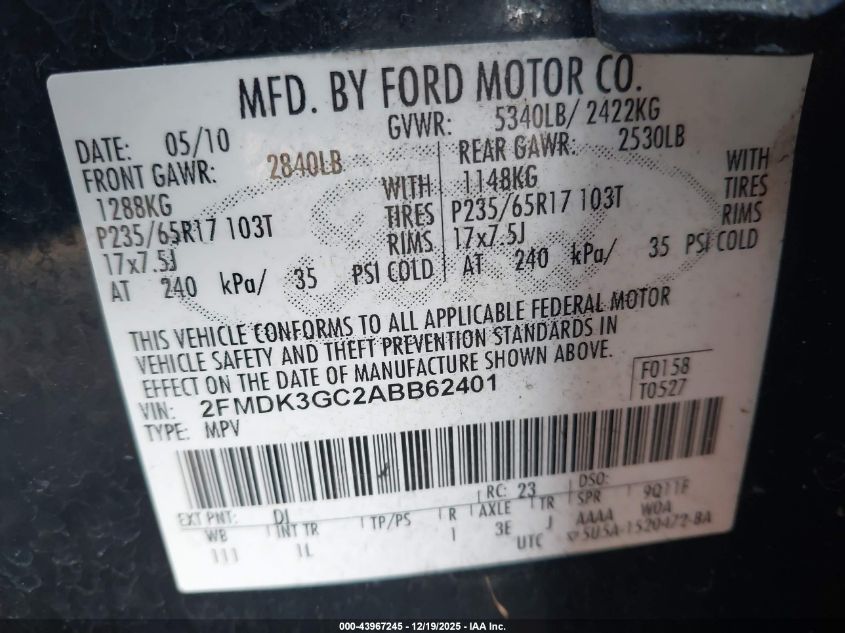 MFD. BY FORD MOTOR CO.
DATE: 05/10 GVWR: 5340LB/ 2422KG
FRONT GAWR: 2840LB REAR GAWR: 2530LB
1288KG WITH 1148KG WITH
P235/65R17 103T TIRES P235/65R17 103T TIRES
17x7.5J RIMS 17x7.5J RIMS
AT 240 kPa/ 35 PSI COLD AT 240 kPa/ 35 PSI COLD
THIS VEHICLE CONFORMS TO ALL APPLICABLE FEDERAL MOTOR
VEHICLE SAFETY AND THEFT PREVENTION STANDARDS IN
EFFECT ON THE DATE OF MANUFACTURE SHOWN ABOVE.
VIN: 2FMDK3GC2ABB62401 F0158
TYPE: MPV T0527
EXT PNT: DJ RC: 23 DSO:
WB INT TR TP/PS R AXLE TR SPR 9Q11F
111 1L 1 3E J AAAA WOA
UTC 5U5A-1520472-BA
000-43967245 - 12/19/2025 - IAA Inc.